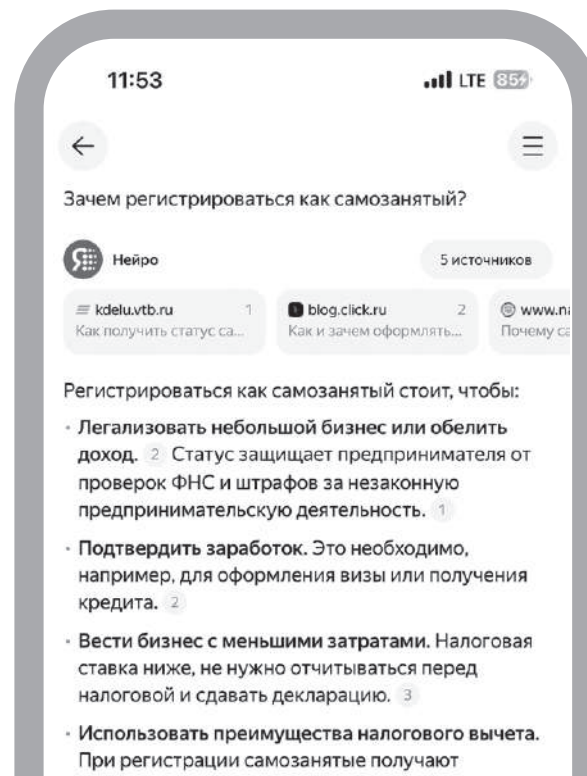 11:53 LTE 85
Зачем регистрироваться как самозанятый?
Нейро 5 источников
kdelu.vtb.ru 1 blog.click.ru 2 www.na
Как получить статус са... Как и зачем оформлять... Почему са
Регистрироваться как самозанятый стоит, чтобы:
· Легализовать небольшой бизнес или обелить
доход. 2 Статус защищает предпринимателя от
проверок ФНС и штрафов за незаконную
предпринимательскую деятельность. 1
· Подтвердить заработок. Это необходимо,
например, для оформления визы или получения
кредита. 2
· Вести бизнес с меньшими затратами. Налоговая
ставка ниже, не нужно отчитываться перед
налоговой и сдавать декларацию. 3
· Использовать преимущества налогового вычета.
При регистрации самозанятые получают